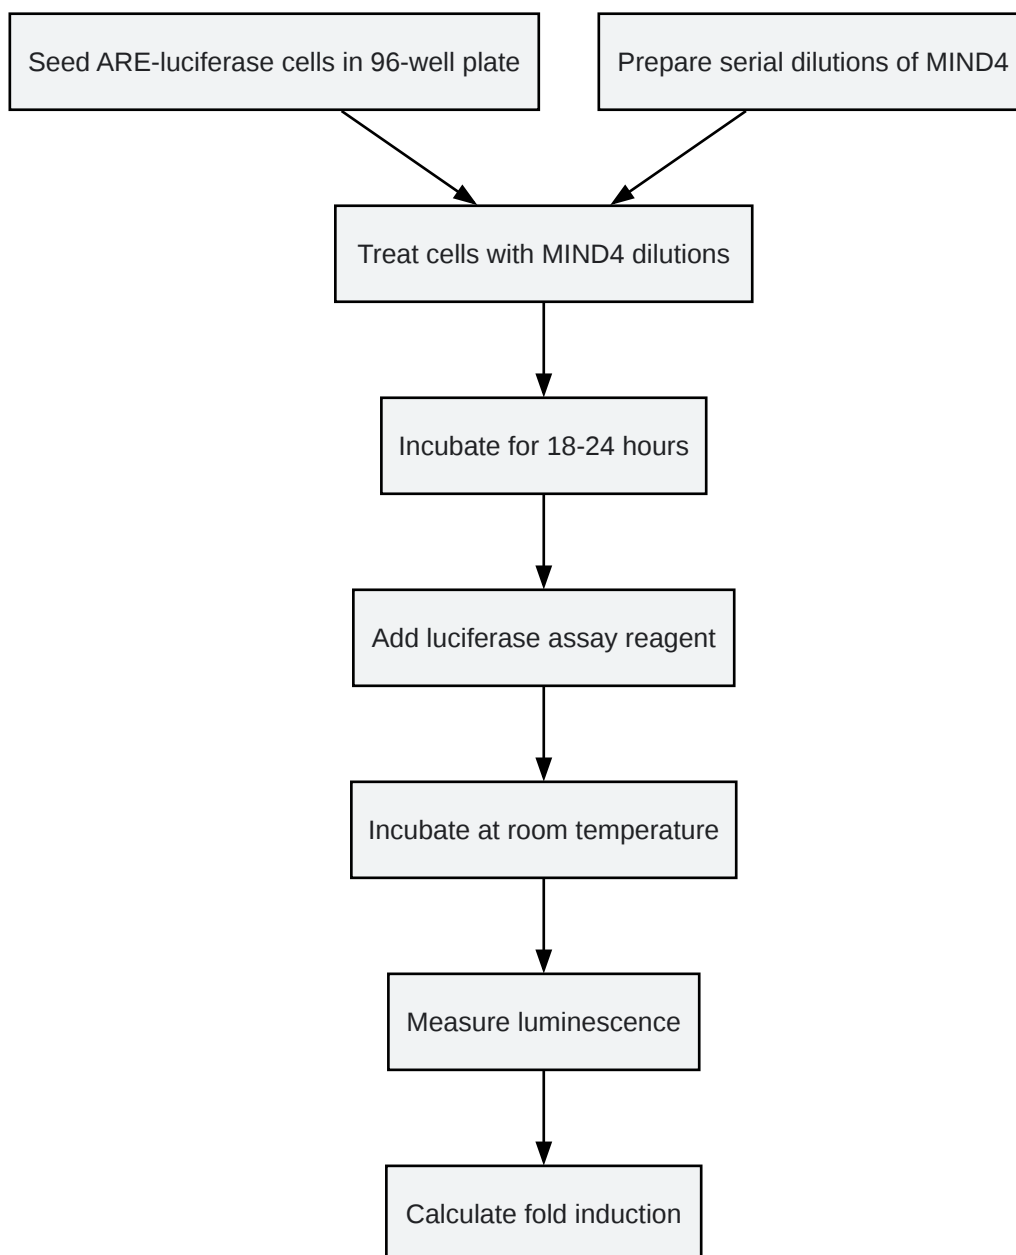 Seed ARE-luciferase cells in 96-well plate
Prepare serial dilutions of MIND4
Treat cells with MIND4 dilutions
Incubate for 18-24 hours
Add luciferase assay reagent
Incubate at room temperature
Measure luminescence
Calculate fold induction